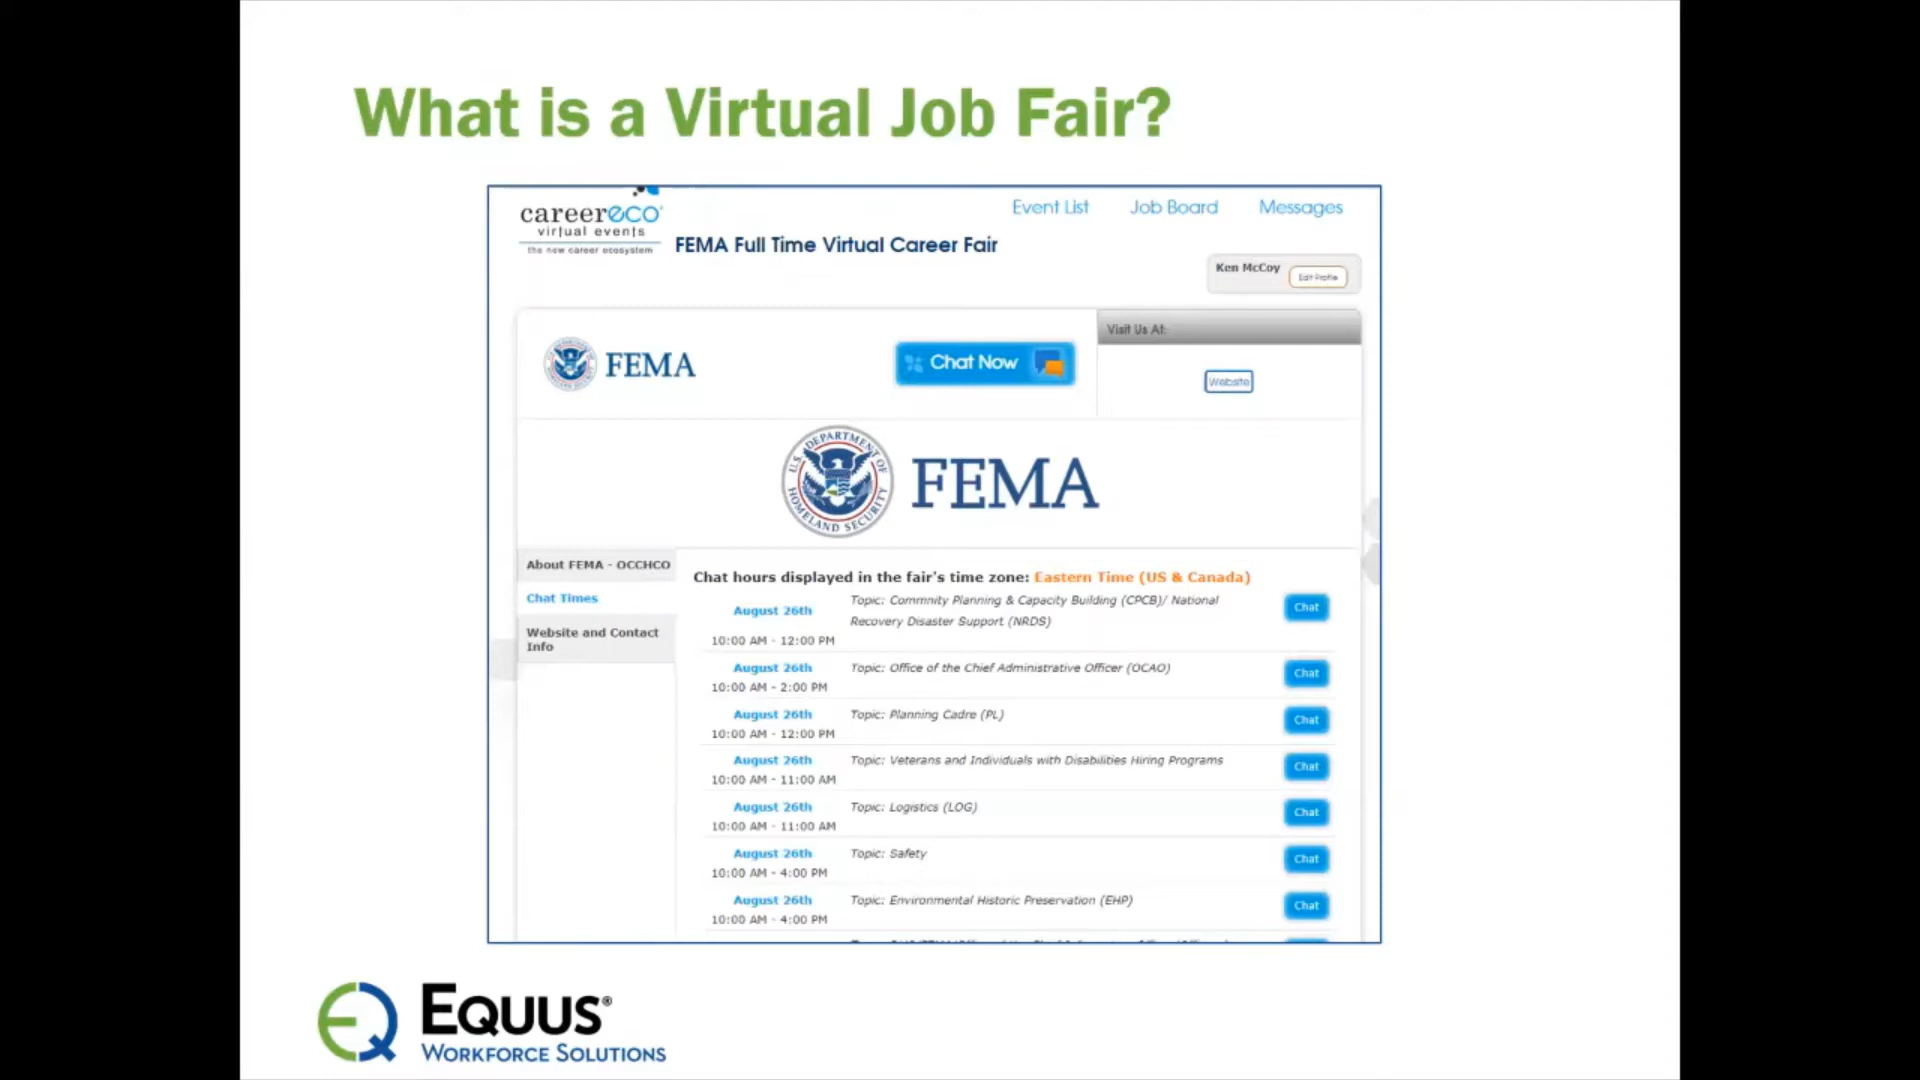 What is a Virtual Job Fair?
careereco
virtual events
the new career ecosystem
Event List Job Board Messages
FEMA Full Time Virtual Career Fair
Ken McCoy Edit Profile
FEMA
Chat Now
Visit Us At:
Website
U.S. DEPARTMENT OF HOMELAND SECURITY
FEMA
About FEMA - OCCHCO
Chat Times
Website and Contact
Info
Chat hours displayed in the fair's time zone: Eastern Time (US & Canada)
August 26th
10:00 AM - 12:00 PM
Topic: Commnity Planning & Capacity Building (CPCB)/ National
Recovery Disaster Support (NRDS)
Chat
August 26th
10:00 AM - 2:00 PM
Topic: Office of the Chief Administrative Officer (OCAO)
Chat
August 26th
10:00 AM - 12:00 PM
Topic: Planning Cadre (PL)
Chat
August 26th
10:00 AM - 11:00 AM
Topic: Veterans and Individuals with Disabilities Hiring Programs
Chat
August 26th
10:00 AM - 11:00 AM
Topic: Logistics (LOG)
Chat
August 26th
10:00 AM - 4:00 PM
Topic: Safety
Chat
August 26th
10:00 AM - 4:00 PM
Topic: Environmental Historic Preservation (EHP)
Chat
EQUUS®
WORKFORCE SOLUTIONS